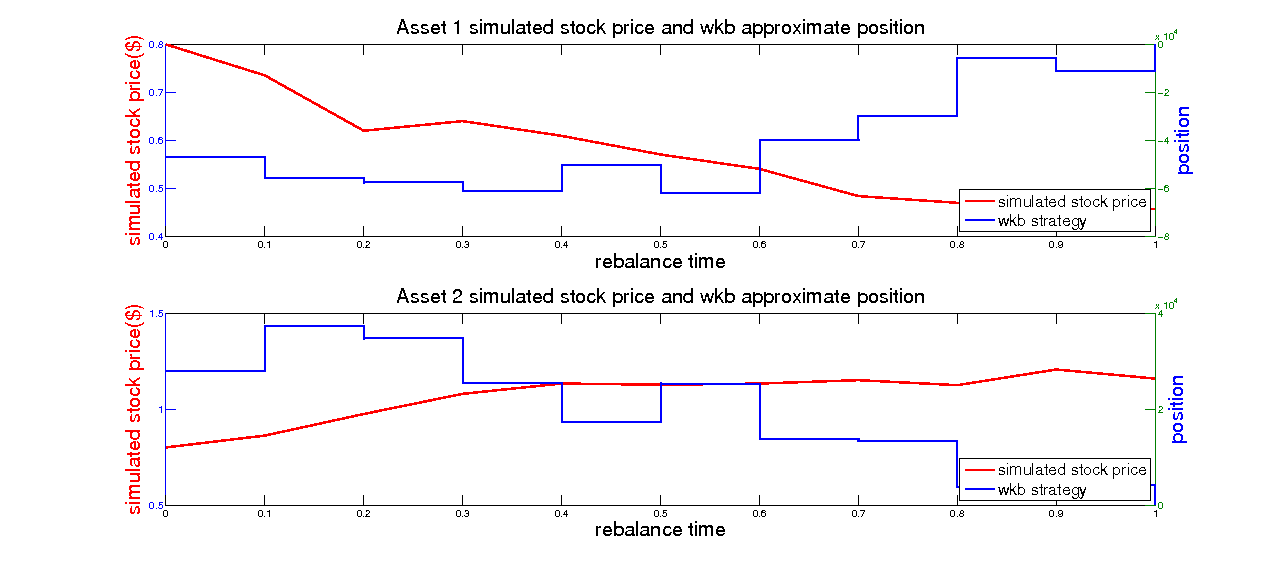 Asset 1 simulated stock price and wkb approximate position
x 10^4
0.8
0.7
0.6
0.5
0.4
simulated stock price($)
0
−2
−4
−6
−8
position
simulated stock price
wkb strategy
0 0.1 0.2 0.3 0.4 0.5 0.6 0.7 0.8 0.9 1
rebalance time
Asset 2 simulated stock price and wkb approximate position
x 10^4
1.5
1
0.5
simulated stock price($)
4
2
0
position
simulated stock price
wkb strategy
0 0.1 0.2 0.3 0.4 0.5 0.6 0.7 0.8 0.9 1
rebalance time